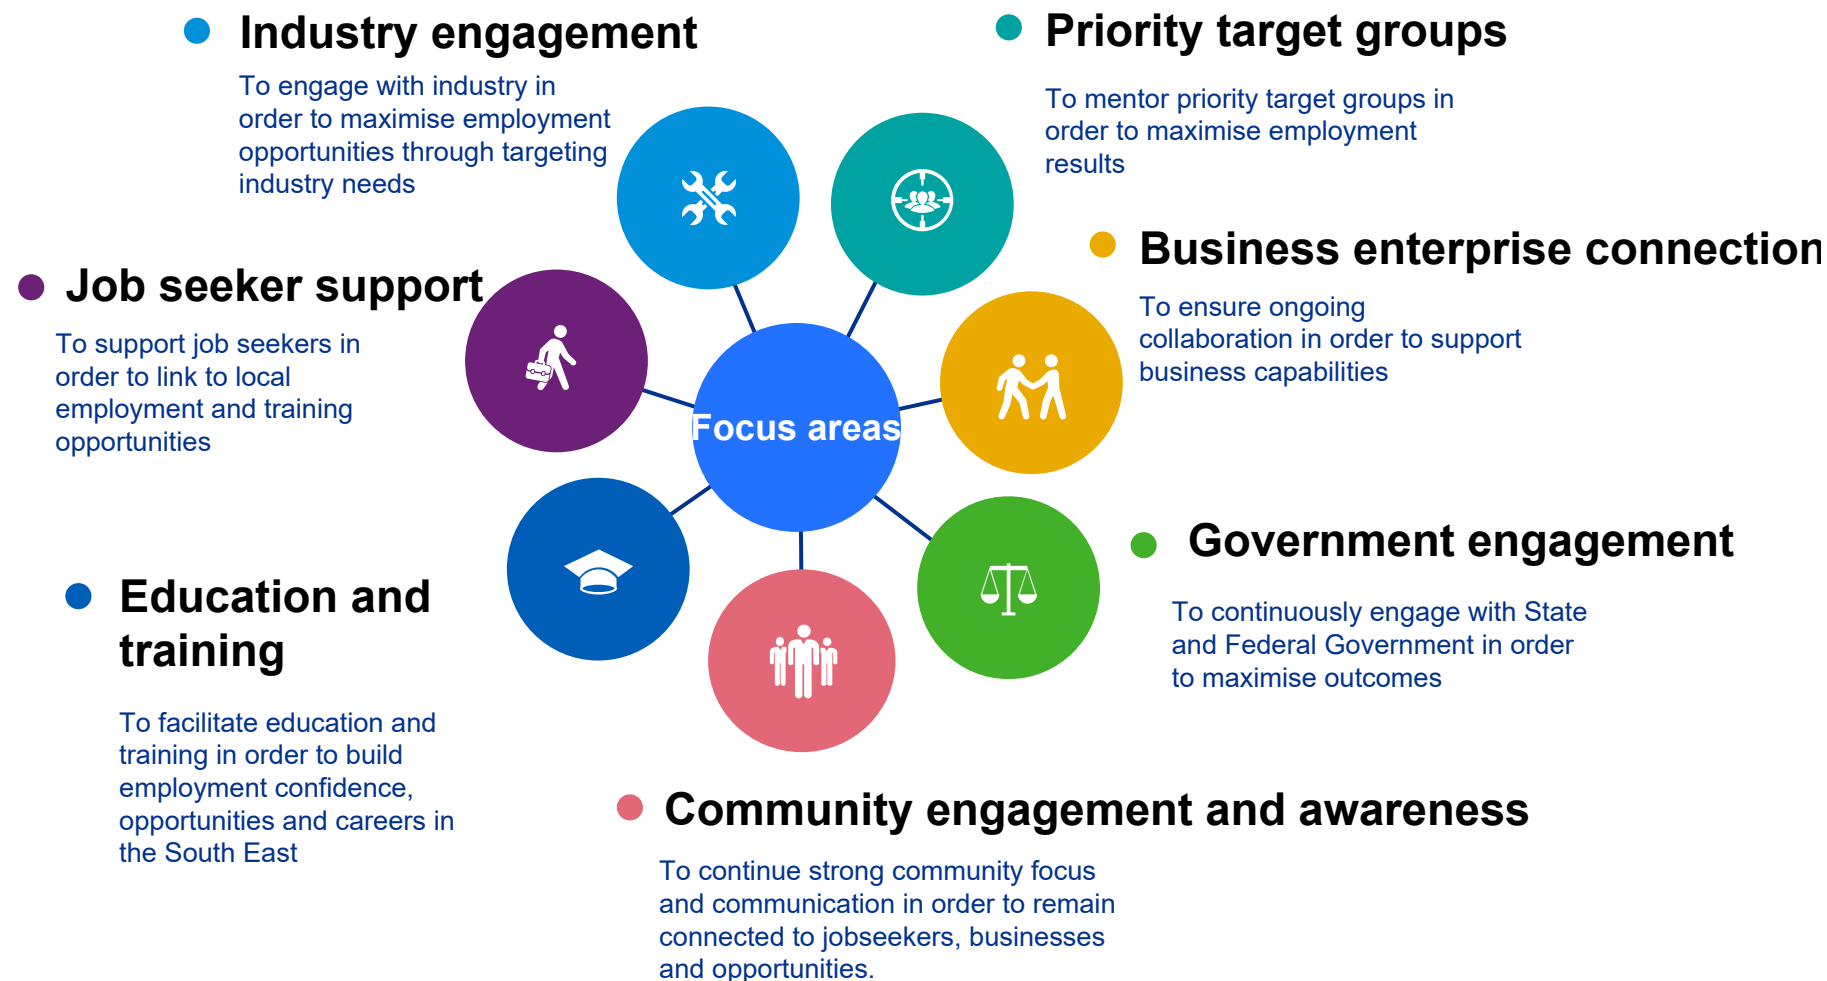 Industry engagement
To engage with industry in
order to maximise employment
opportunities through targeting
industry needs
Priority target groups
To mentor priority target groups in
order to maximise employment
results
Business enterprise connection
To ensure ongoing
collaboration in order to support
business capabilities
Job seeker support
To support job seekers in
order to link to local
employment and training
opportunities
Focus areas
Government engagement
To continuously engage with State
and Federal Government in order
to maximise outcomes
Education and
training
To facilitate education and
training in order to build
employment confidence,
opportunities and careers in
the South East
Community engagement and awareness
To continue strong community focus
and communication in order to remain
connected to jobseekers, businesses
and opportunities.